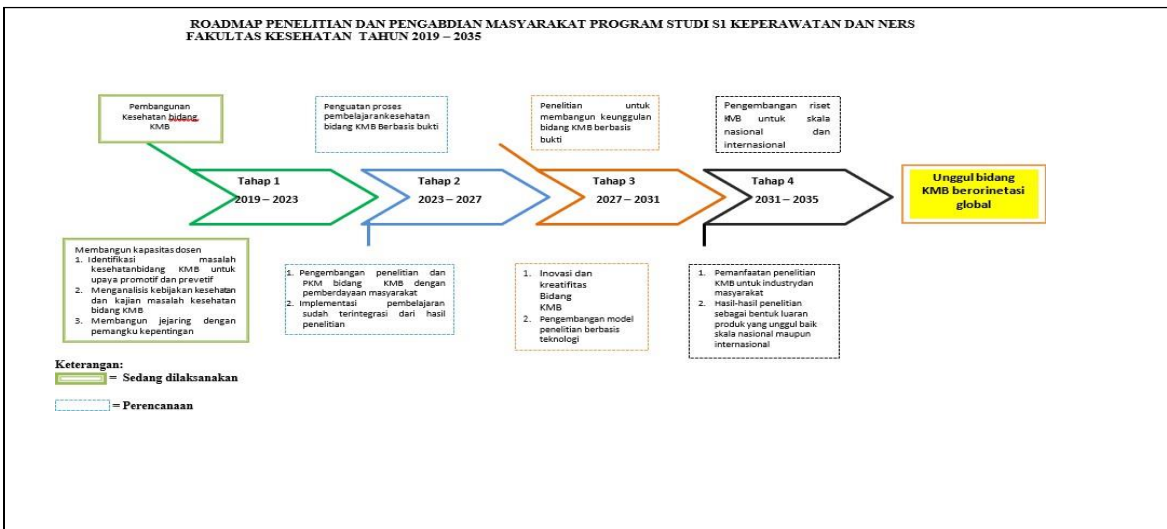 ROADMAP PENELITIAN DAN PENGABDIAN MASYARAKAT PROGRAM STUDI S1 KEPERAWATAN DAN NERS
FAKULTAS KESEHATAN TAHUN 2019 – 2035
Pembangunan
Kesehatan bidang
KMB
Penguatan proses
pembelajarankesehatan
bidang KMB Berbasis bukti
Penelitian untuk
membangun keunggulan
bidang KMB berbasis
bukti
Pengembangan riset
KMB untuk skala
nasional dan
internasional
Tahap 1
2019 – 2023
Tahap 2
2023 – 2027
Tahap 3
2027 – 2031
Tahap 4
2031 – 2035
Unggul bidang
KMB berorinetasi
global
Membangun kapasitas dosen
1. Identifikasi masalah
kesehatanbidang KMB untuk
upaya promotif dan prevetif
2. Menganalisis kebijakan kesehatan
dan kajian masalah kesehatan
bidang KMB
3. Membangun jejaring dengan
pemangku kepentingan
1. Pengembangan penelitian dan
PKM bidang KMB dengan
pemberdayaan masyarakat
2. Implementasi pembelajaran
sudah terintegrasi dari hasil
penelitian
1. Inovasi dan
kreatifitas
Bidang
KMB
2. Pengembangan model
penelitian berbasis
teknologi
1. Pemanfaatan penelitian
KMB untuk industrydan
masyarakat
2. Hasil-hasil penelitian
sebagai bentuk luaran
produk yang unggul baik
skala nasional maupun
internasional
Keterangan:
= Sedang dilaksanakan
= Perencanaan